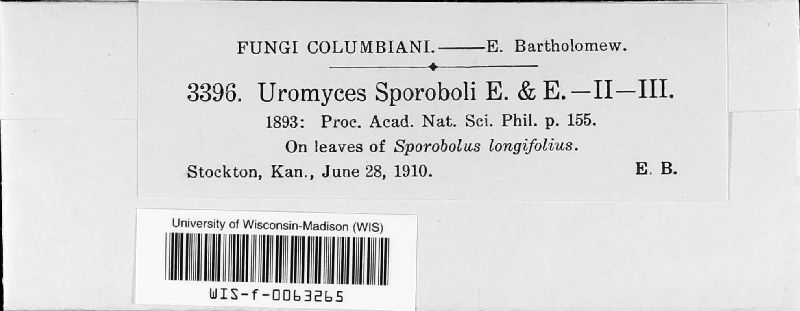 FUNGI COLUMBIANI.——E. Bartholomew.
3396. Uromyces Sporoboli E. & E.—II—III.
1893: Proc. Acad. Nat. Sci. Phil. p. 155.
On leaves of Sporobolus longifolius.
Stockton, Kan., June 28, 1910. E. B.
University of Wisconsin-Madison (WIS)
WIS-f-0063265